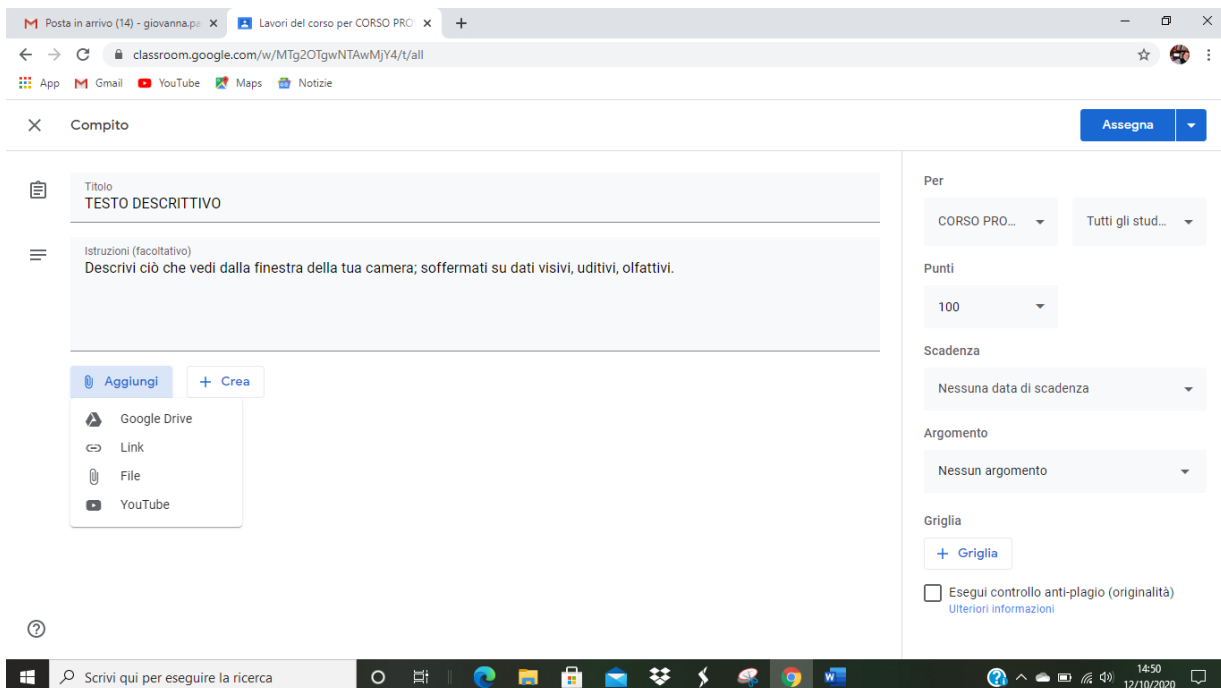 Posta in arrivo (14) - giovanna.pa
Lavori del corso per CORSO PRO
classroom.google.com/w/MTg2OTgwNTAwMjY4/t/all
App Gmail YouTube Maps Notizie
Compito
Assegna
Titolo
TESTO DESCRITTIVO
Istruzioni (facoltativo)
Descrivi ciò che vedi dalla finestra della tua camera; soffermati su dati visivi, uditivi, olfattivi.
Aggiungi
Crea
Google Drive
Link
File
YouTube
Per
CORSO PRO...
Tutti gli stud...
Punti
100
Scadenza
Nessuna data di scadenza
Argomento
Nessun argomento
Griglia
+ Griglia
Esegui controllo anti-plagio (originalità)
Ulteriori informazioni
Scrivi qui per eseguire la ricerca
14:50
12/10/2020